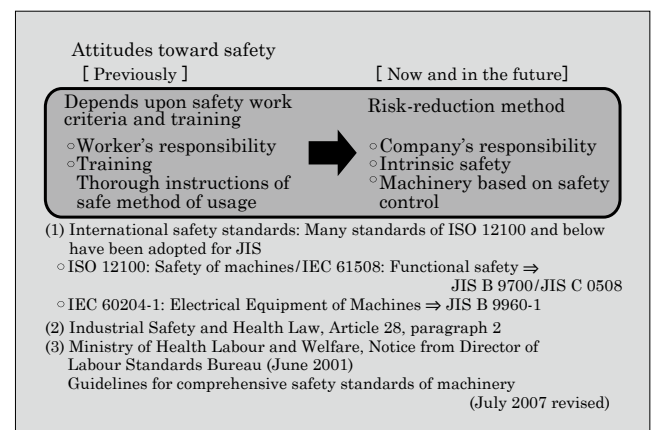 Attitudes toward safety
[ Previously ]
[ Now and in the future]
Depends upon safety work
criteria and training
○Worker's responsibility
○Training
Thorough instructions of
safe method of usage
Risk-reduction method
○Company's responsibility
○Intrinsic safety
○Machinery based on safety
control
(1) International safety standards: Many standards of ISO 12100 and below
have been adopted for JIS
○ISO 12100: Safety of machines/IEC 61508: Functional safety ⇒
JIS B 9700/JIS C 0508
○IEC 60204-1: Electrical Equipment of Machines ⇒ JIS B 9960-1
(2) Industrial Safety and Health Law, Article 28, paragraph 2
(3) Ministry of Health Labour and Welfare, Notice from Director of
Labour Standards Bureau (June 2001)
Guidelines for comprehensive safety standards of machinery
(July 2007 revised)